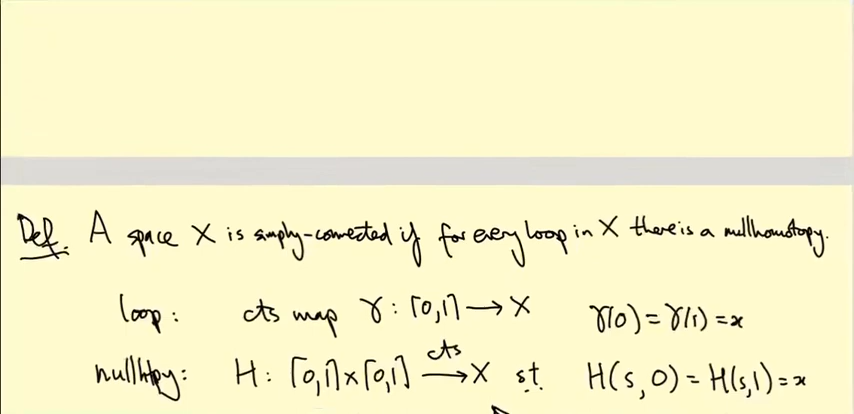 Def. A space X is simply-connected if for every loop in X there is a nullhomotopy.
loop: cts map γ: [0,1] → X γ(0) = γ(1) = x
nullhtpy: H: [0,1]×[0,1] cts→ X st. H(s, 0) = H(s,1) = x